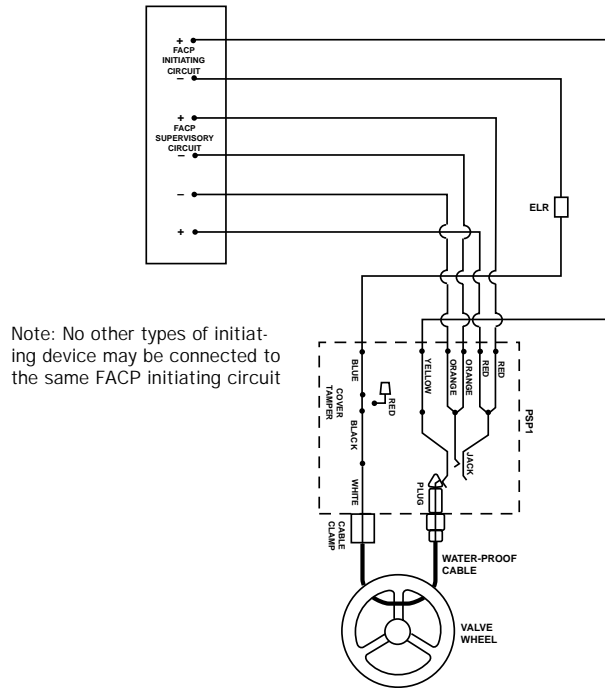 +
FACP
INITIATING
CIRCUIT
–
+
FACP
SUPERVISORY
CIRCUIT
–
–
+
ELR
Note: No other types of initiat-
ing device may be connected to
the same FACP initiating circuit
BLUE
COVER
TAMPER
RED
BLACK
WHITE
YELLOW
ORANGE
ORANGE
RED
RED
PSP1
JACK
PLUG
CABLE
CLAMP
WATER-PROOF
CABLE
VALVE
WHEEL